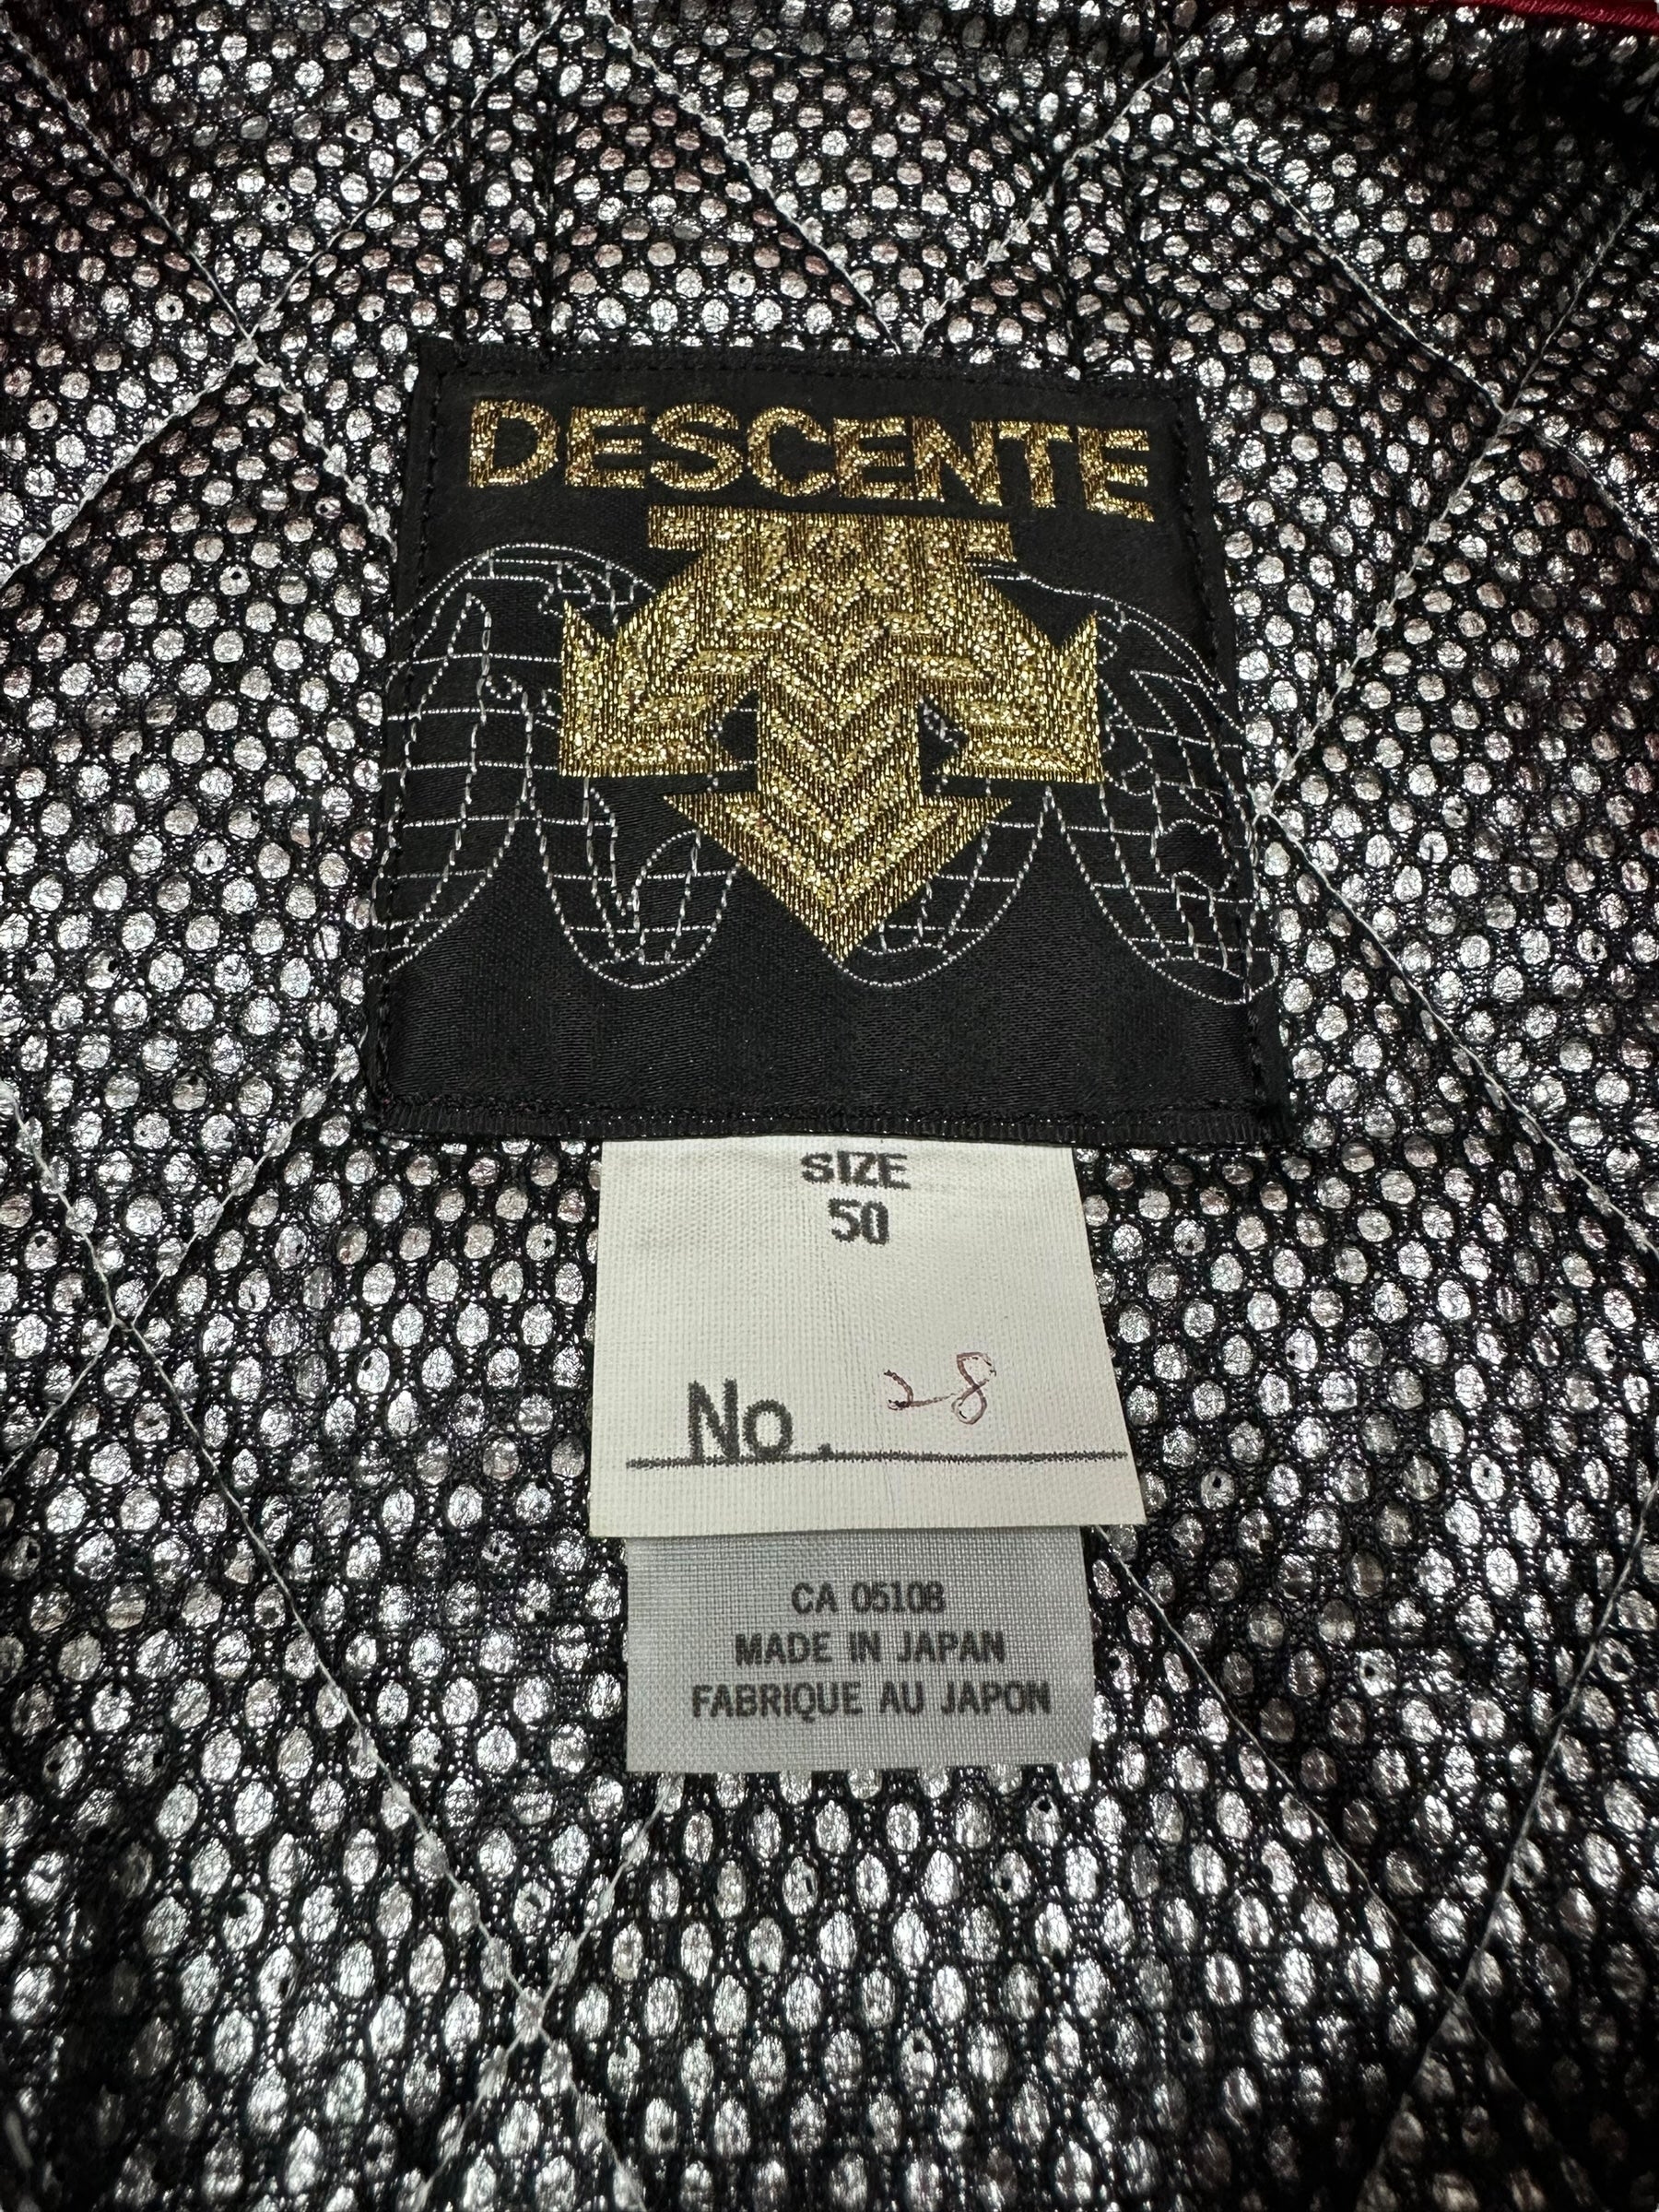 DESCENTE
SIZE
50
No. 28
CA 05108
MADE IN JAPAN
FABRIQUE AU JAPON